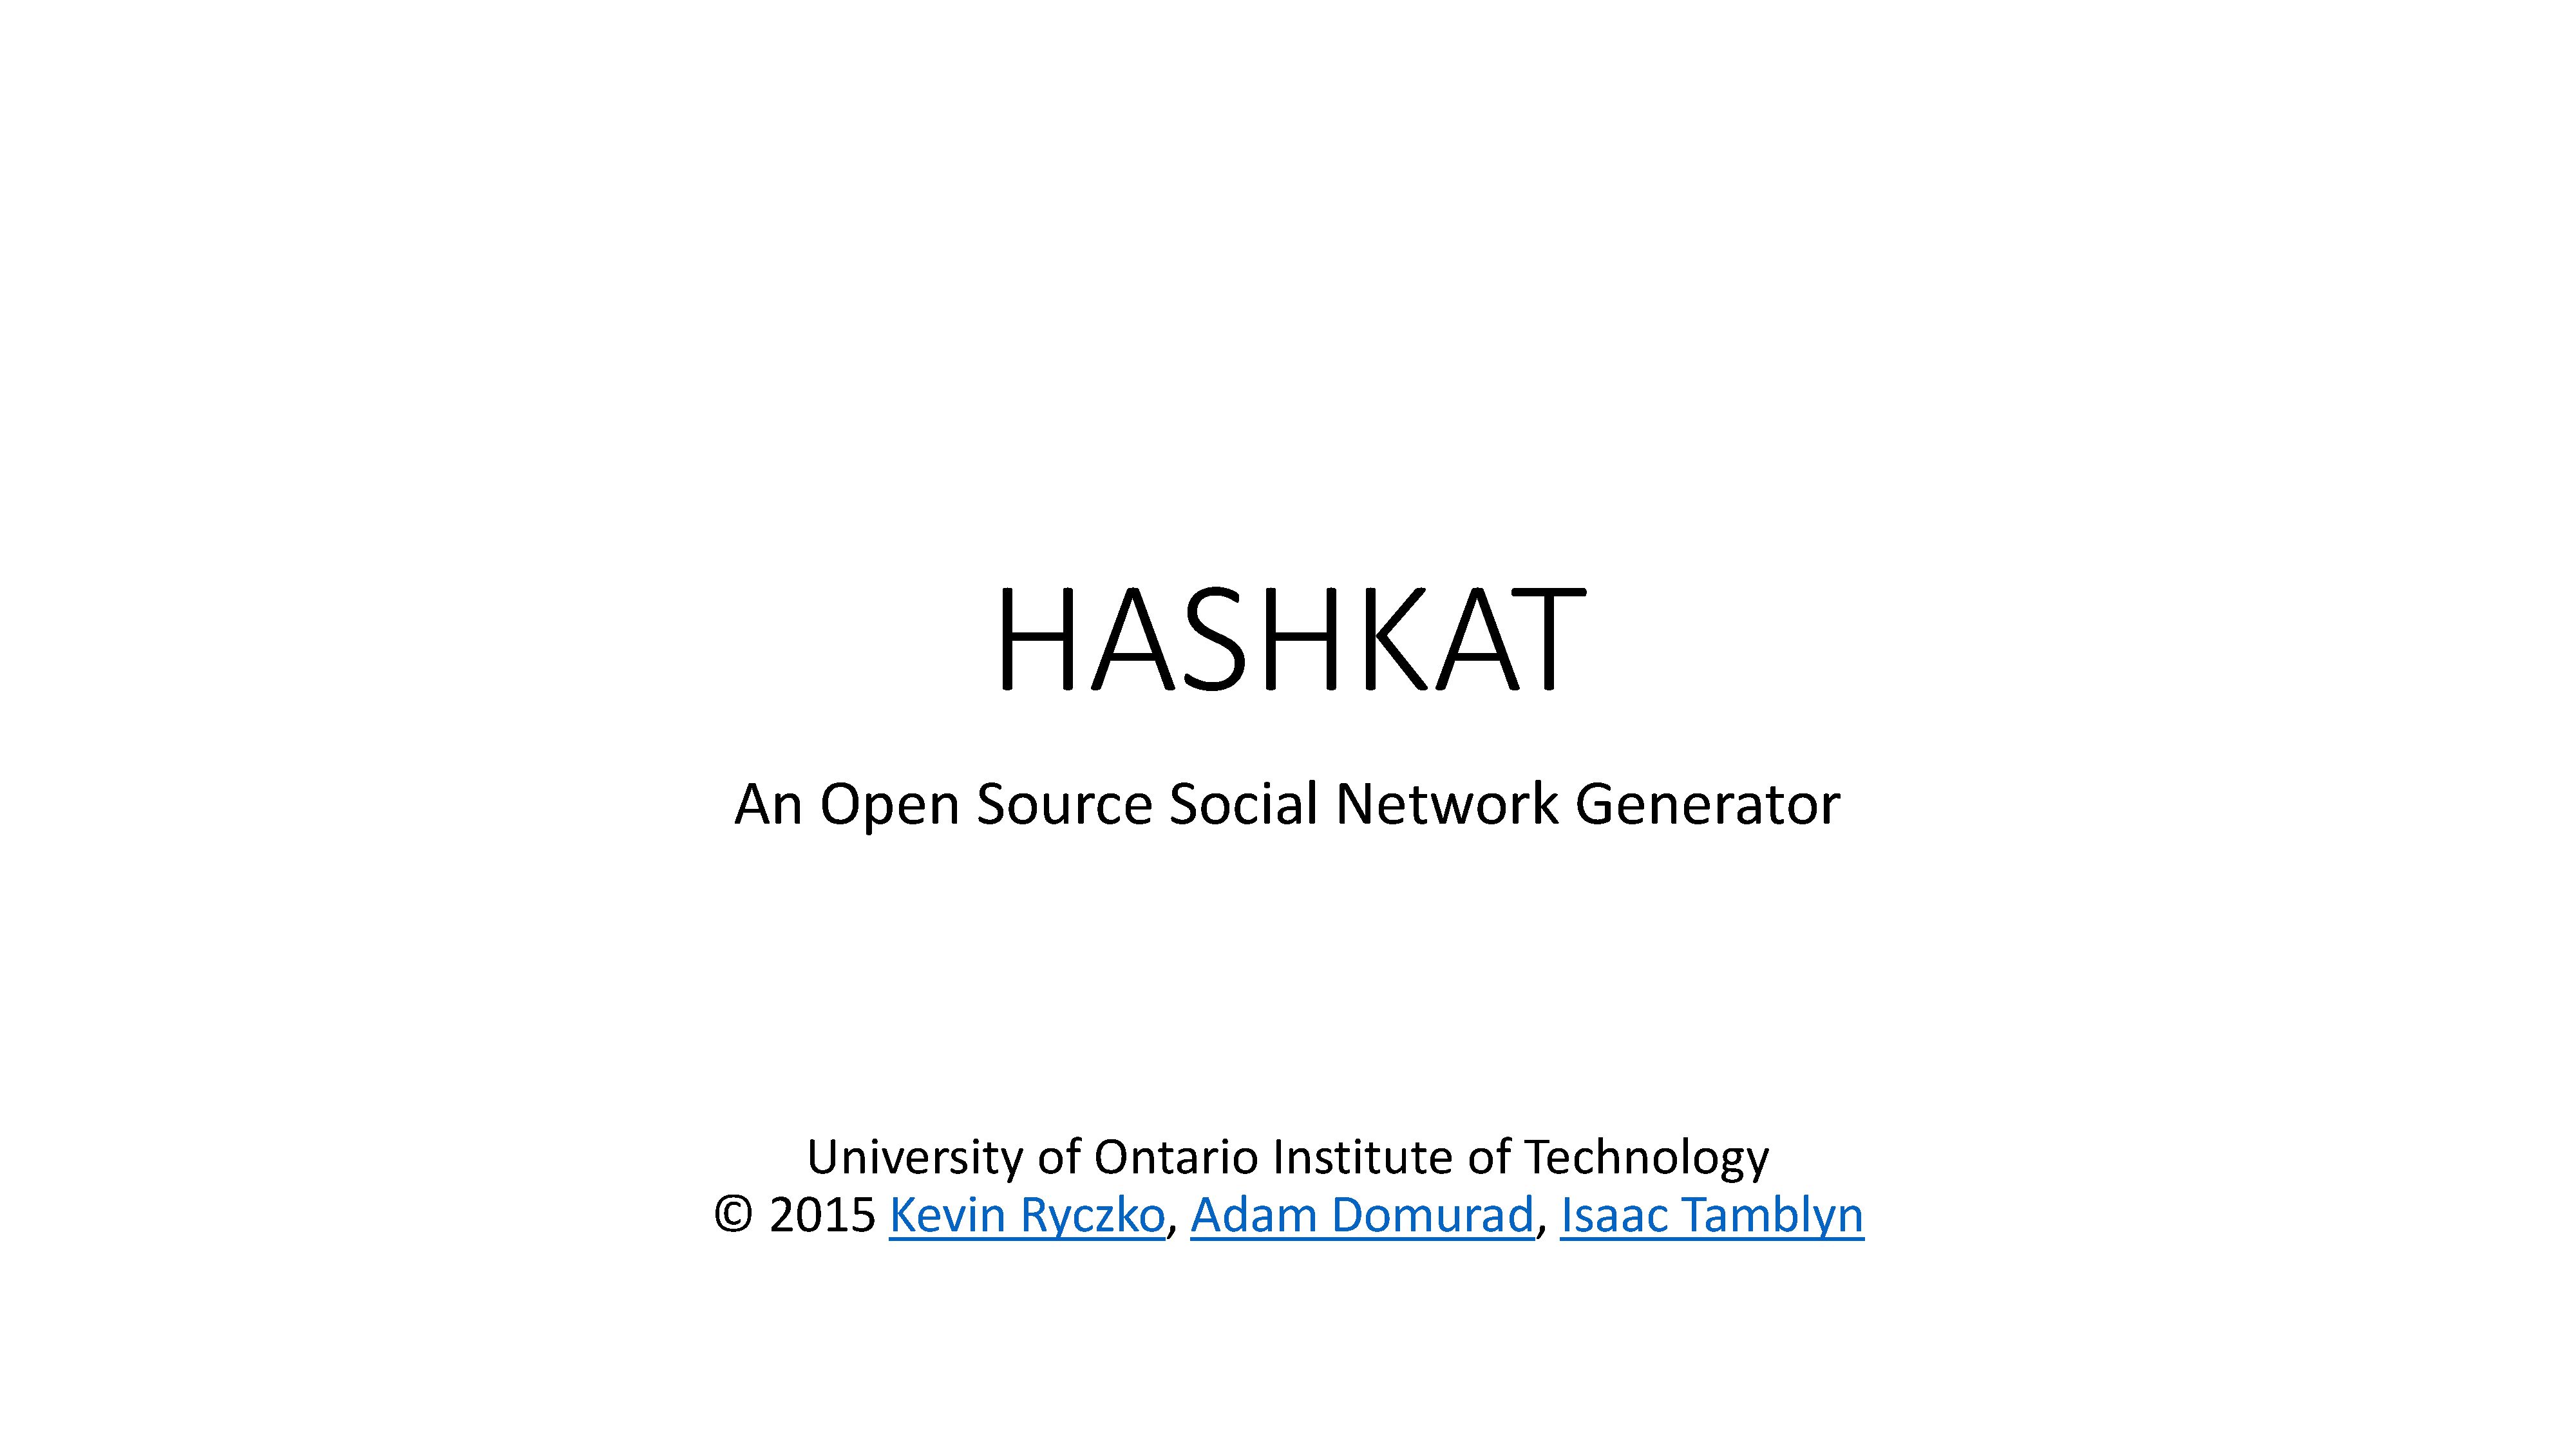 HASHKAT
An Open Source Social Network Generator
University of Ontario Institute of Technology
© 2015 Kevin Ryczko, Adam Domurad, Isaac Tamblyn